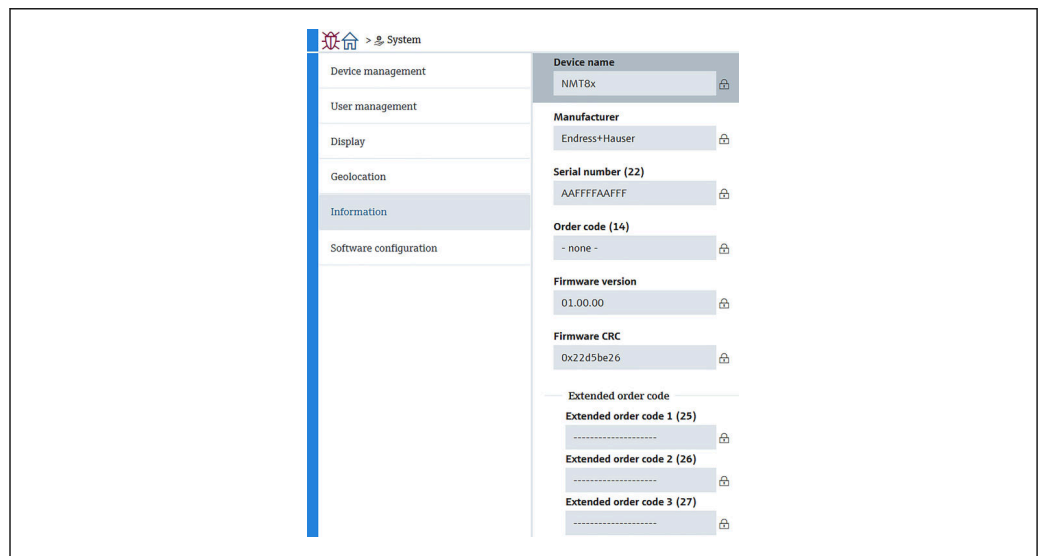 > System
Device management
User management
Display
Geolocation
Information
Software configuration
Device name
NMT8x
Manufacturer
Endress+Hauser
Serial number (22)
AAFFFFAAFFF
Order code (14)
- none -
Firmware version
01.00.00
Firmware CRC
0x22d5be26
Extended order code
Extended order code 1 (25)
--------------------
Extended order code 2 (26)
--------------------
Extended order code 3 (27)
--------------------